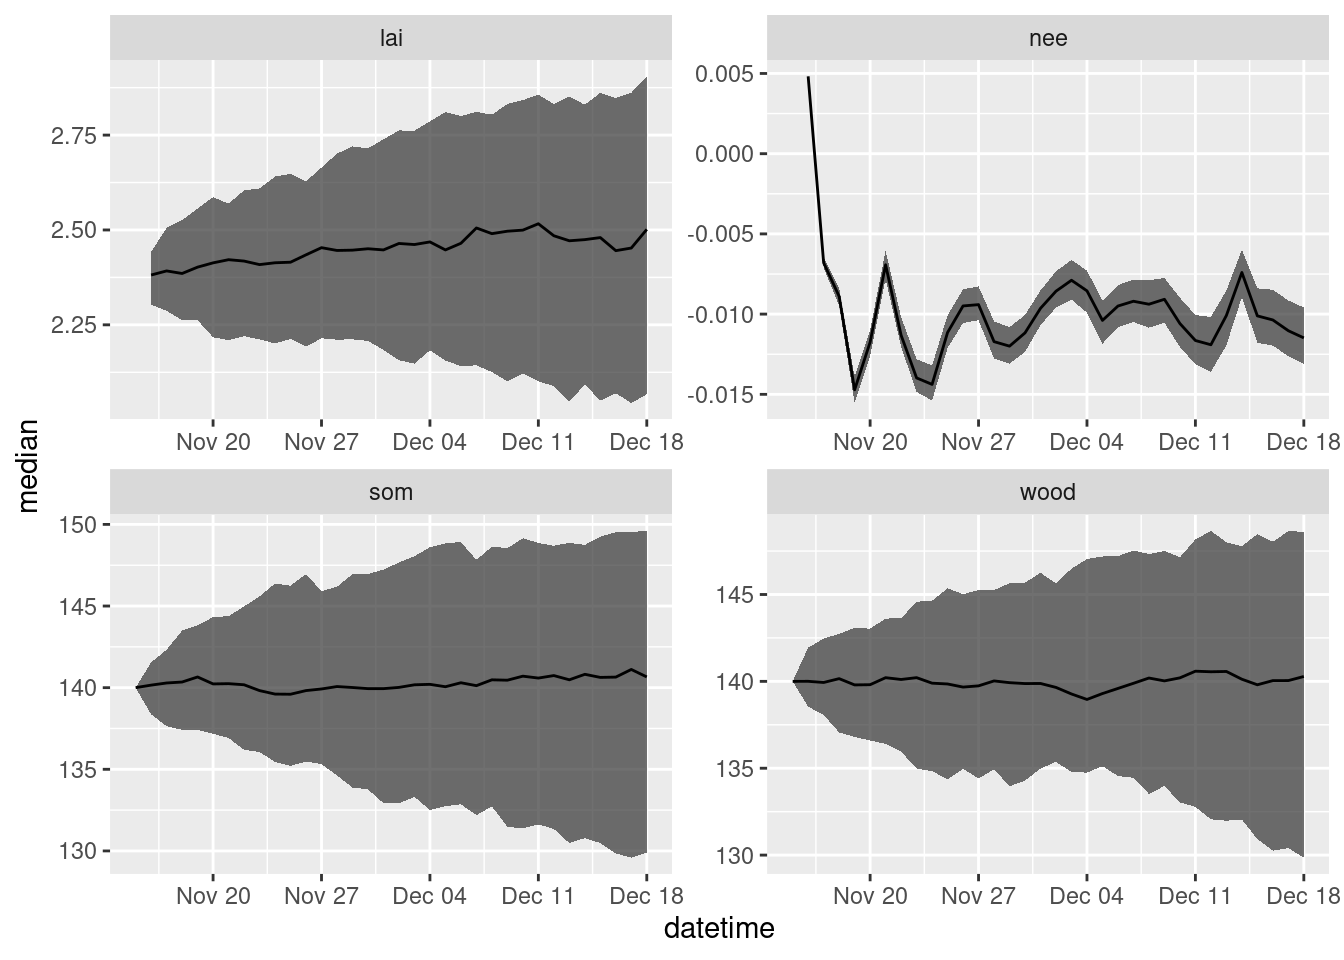 lai
nee
2.75
2.50
2.25
0.005
0.000
-0.005
-0.010
-0.015
Nov 20 Nov 27 Dec 04 Dec 11 Dec 18
Nov 20 Nov 27 Dec 04 Dec 11 Dec 18
median
som
wood
150
145
140
135
130
145
140
135
130
Nov 20 Nov 27 Dec 04 Dec 11 Dec 18
Nov 20 Nov 27 Dec 04 Dec 11 Dec 18
datetime